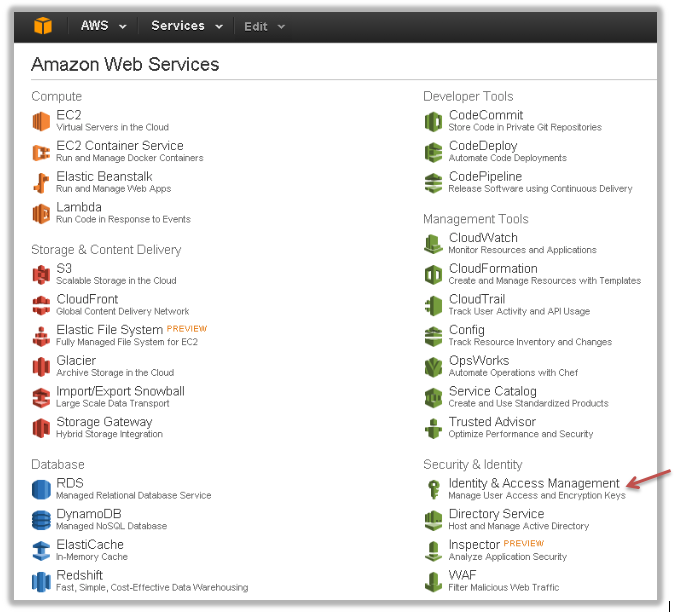 AWS Services Edit
Amazon Web Services
Compute
EC2
Virtual Servers in the Cloud
EC2 Container Service
Run and Manage Docker Containers
Elastic Beanstalk
Run and Manage Web Apps
Lambda
Run Code in Response to Events
Storage & Content Delivery
S3
Scalable Storage in the Cloud
CloudFront
Global Content Delivery Network
Elastic File System PREVIEW
Fully Managed File System for EC2
Glacier
Archive Storage in the Cloud
Import/Export Snowball
Large Scale Data Transport
Storage Gateway
Hybrid Storage Integration
Database
RDS
Managed Relational Database Service
DynamoDB
Managed NoSQL Database
ElastiCache
In-Memory Cache
Redshift
Fast, Simple, Cost-Effective Data Warehousing
Developer Tools
CodeCommit
Store Code in Private Git Repositories
CodeDeploy
Automate Code Deployments
CodePipeline
Release Software using Continuous Delivery
Management Tools
CloudWatch
Monitor Resources and Applications
CloudFormation
Create and Manage Resources with Templates
CloudTrail
Track User Activity and API Usage
Config
Track Resource Inventory and Changes
OpsWorks
Automate Operations with Chef
Service Catalog
Create and Use Standardized Products
Trusted Advisor
Optimize Performance and Security
Security & Identity
Identity & Access Management
Manage User Access and Encryption Keys
Directory Service
Host and Manage Active Directory
Inspector PREVIEW
Analyze Application Security
WAF
Filter Malicious Web Traffic